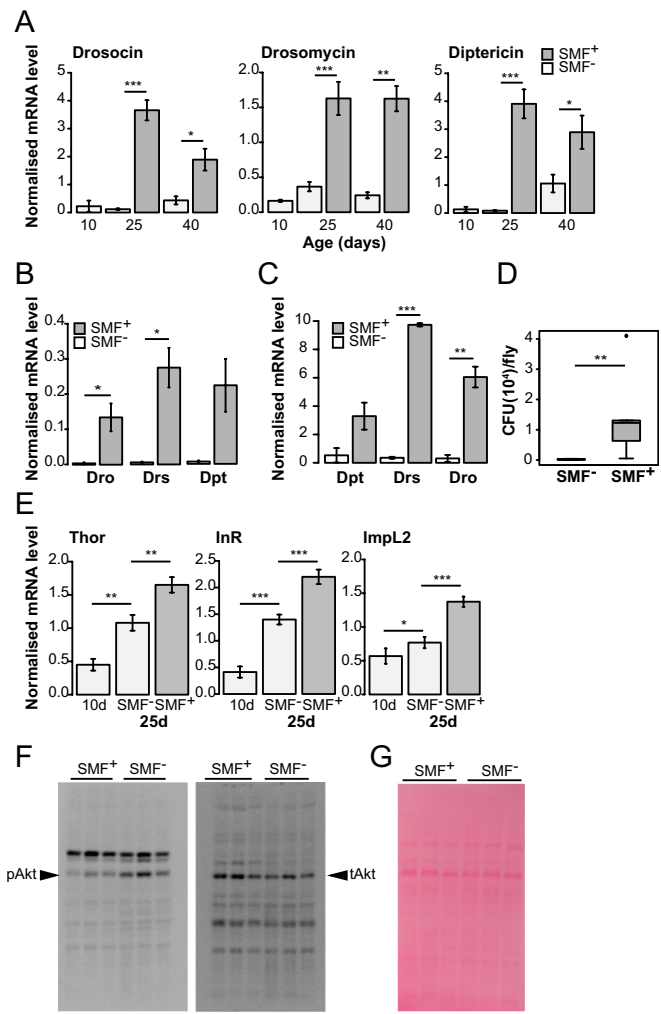 A
Drosocin
Drosomycin
Diptericin
SMF+
SMF-
Normalised mRNA level
5
4
3
2
1
0
***
*
10
25
40
2.0
1.5
1.0
0.5
0.0
***
**
10
25
40
5
4
3
2
1
0
***
*
10
25
40
Age (days)
B
Normalised mRNA level
0.4
0.3
0.2
0.1
0.0
SMF+
SMF-
*
*
Dro
Drs
Dpt
C
Normalised mRNA level
10
8
6
4
2
0
SMF+
SMF-
***
**
Dpt
Drs
Dro
D
CFU(10⁴)/fly
4
2
1
0
**
SMF-
SMF+
E
Normalised mRNA level
Thor
2.0
1.5
1.0
0.5
0.0
**
**
10d
SMF-
SMF+
25d
InR
2.5
2.0
1.5
1.0
0.5
0.0
***
***
10d
SMF-
SMF+
25d
ImpL2
2.0
1.5
1.0
0.5
0.0
*
***
10d
SMF-
SMF+
25d
F
SMF+
SMF-
pAkt
SMF+
SMF-
tAkt
G
SMF+
SMF-